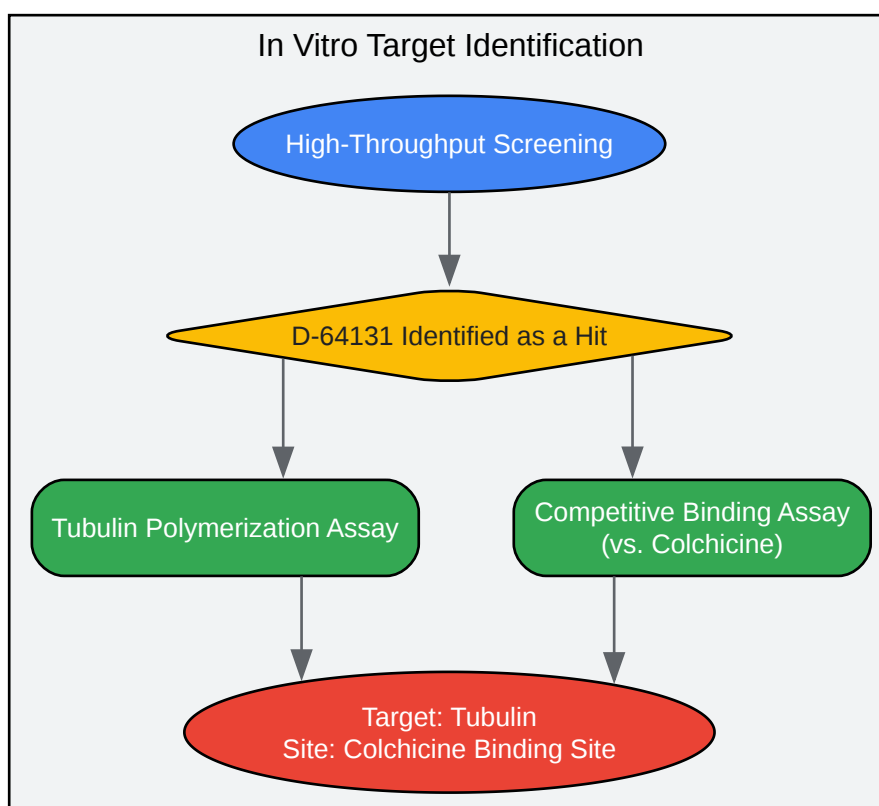 In Vitro Target Identification
High-Throughput Screening
D-64131 Identified as a Hit
Tubulin Polymerization Assay
Competitive Binding Assay
(vs. Colchicine)
Target: Tubulin
Site: Colchicine Binding Site